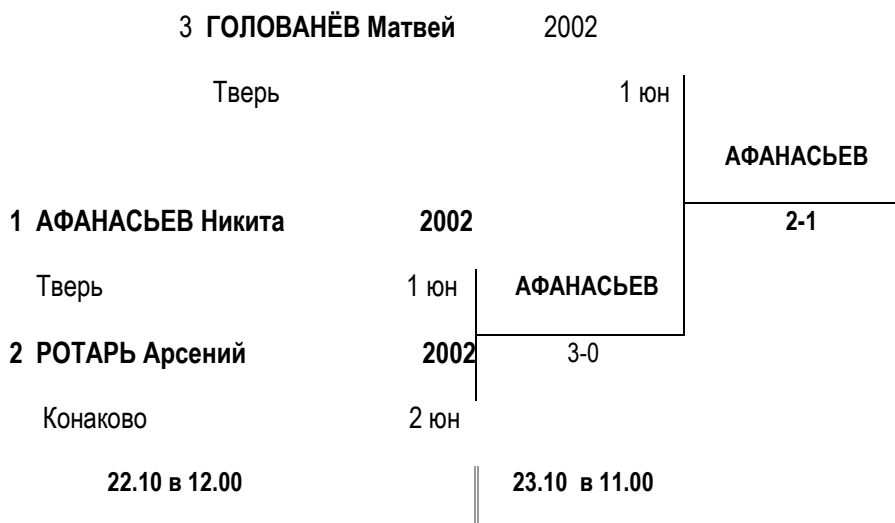 3 ГОЛОВАНЁВ Матвей 2002
Тверь 1 юн
АФАНАСЬЕВ
1 АФАНАСЬЕВ Никита 2002 2-1
Тверь 1 юн АФАНАСЬЕВ
2 РОТАРЬ Арсений 2002 3-0
Конаково 2 юн
22.10 в 12.00 23.10 в 11.00